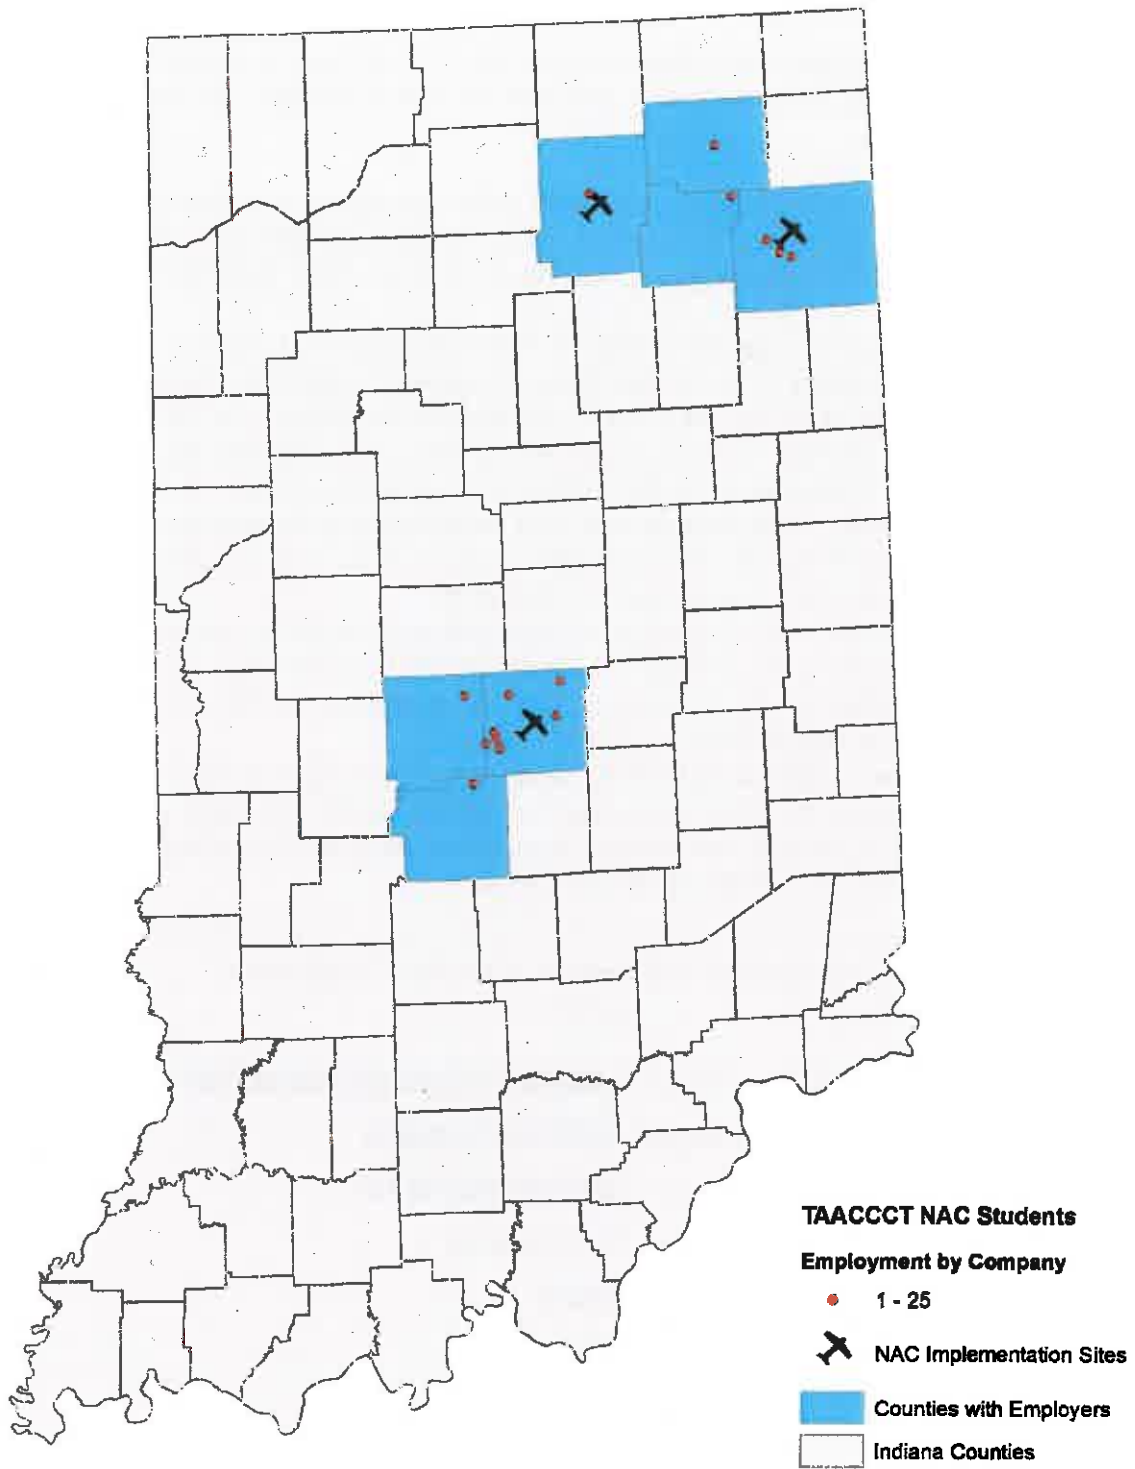 TAACCCT NAC Students
Employment by Company
1 - 25
NAC Implementation Sites
Counties with Employers
Indiana Counties